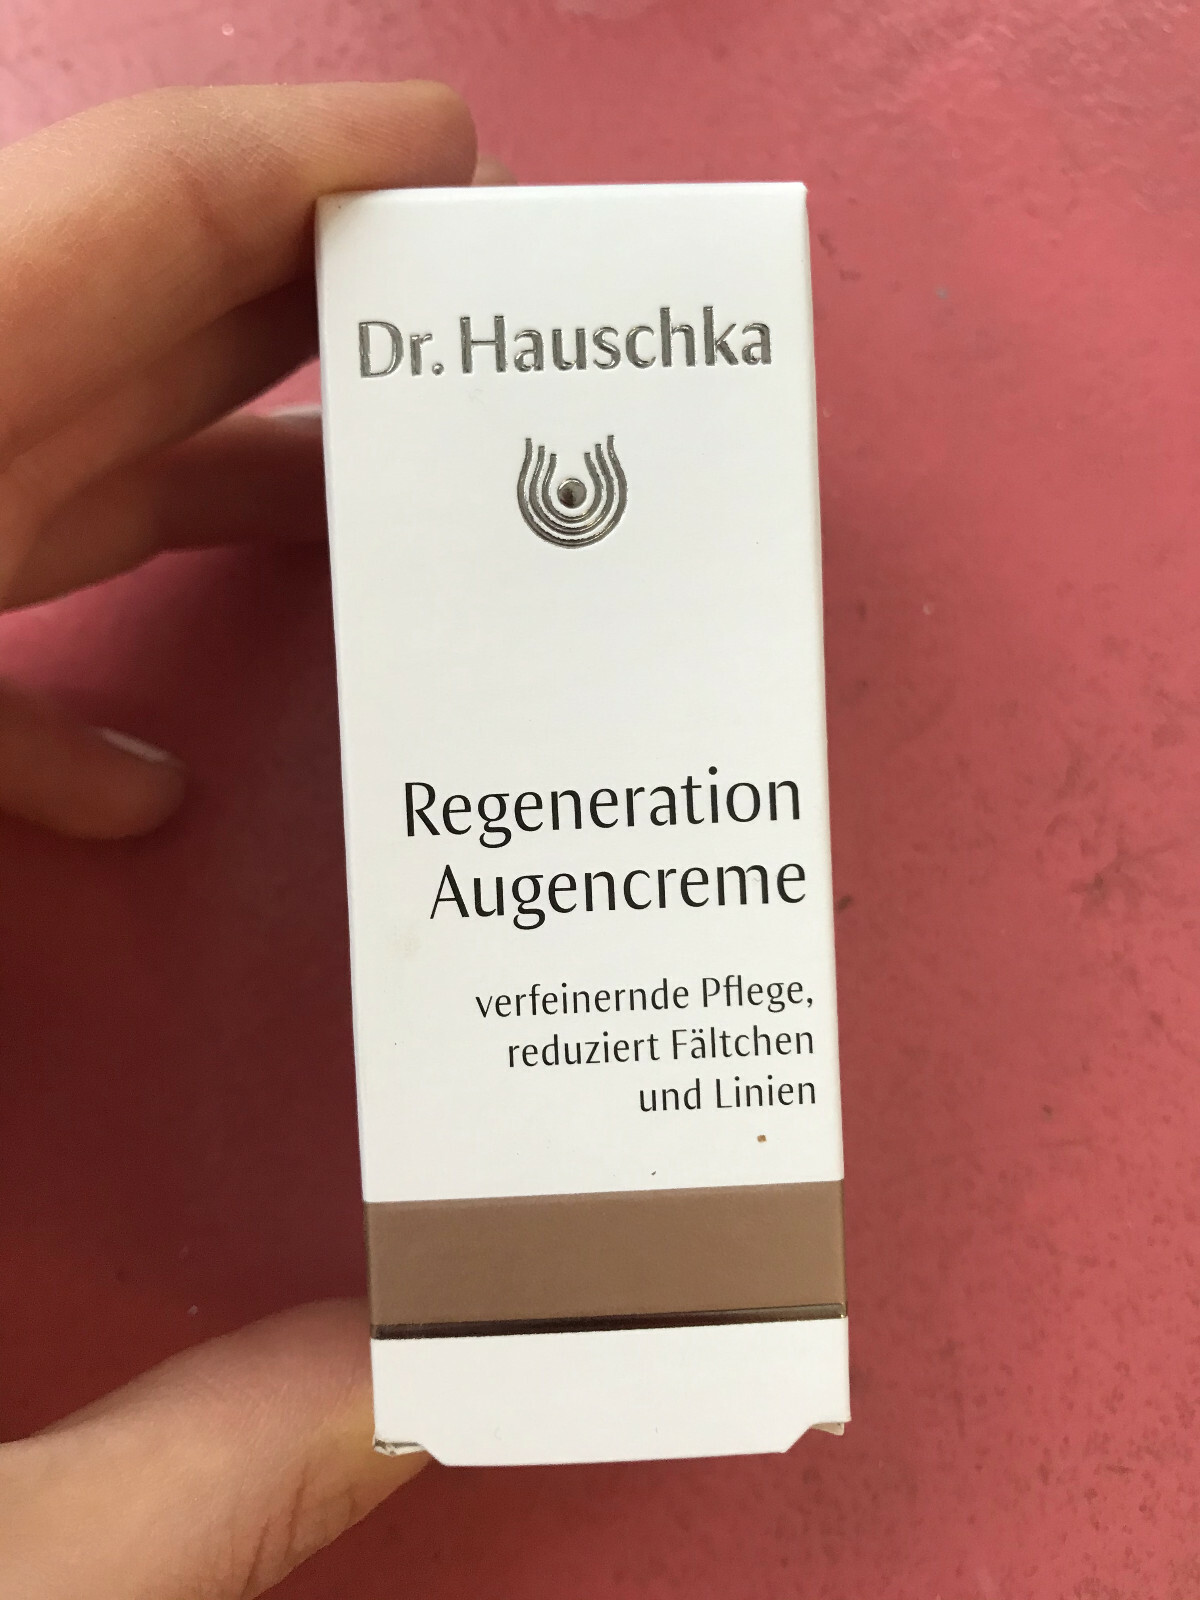 Dr. Hauschka
Regeneration
Augencreme
verfeinernde Pflege,
reduziert Fältchen
und Linien